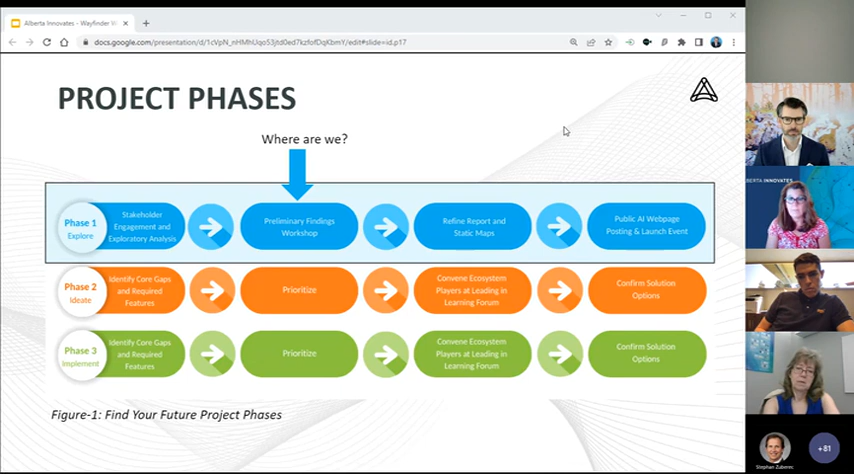 Alberta Innovates - Wayfinder W
docs.google.com/presentation/d/1cVpN_nHMhUqo53jtd0ed7kzfofDqKbmY/edit#slide=id.p17
PROJECT PHASES
Where are we?
Phase 1
Explore
Stakeholder
Engagement and
Exploratory Analysis
Preliminary Findings
Workshop
Refine Report and
Static Maps
Public AI Webpage
Posting & Launch Event
Phase 2
Ideate
Identify Core Gaps
and Required
Features
Prioritize
Convene Ecosystem
Players at Leading in
Learning Forum
Confirm Solution
Options
Phase 3
Implement
Identify Core Gaps
and Required
Features
Prioritize
Convene Ecosystem
Players at Leading in
Learning Forum
Confirm Solution
Options
Figure-1: Find Your Future Project Phases
BERTA INNOVATES
Stephan Zuberec
+81